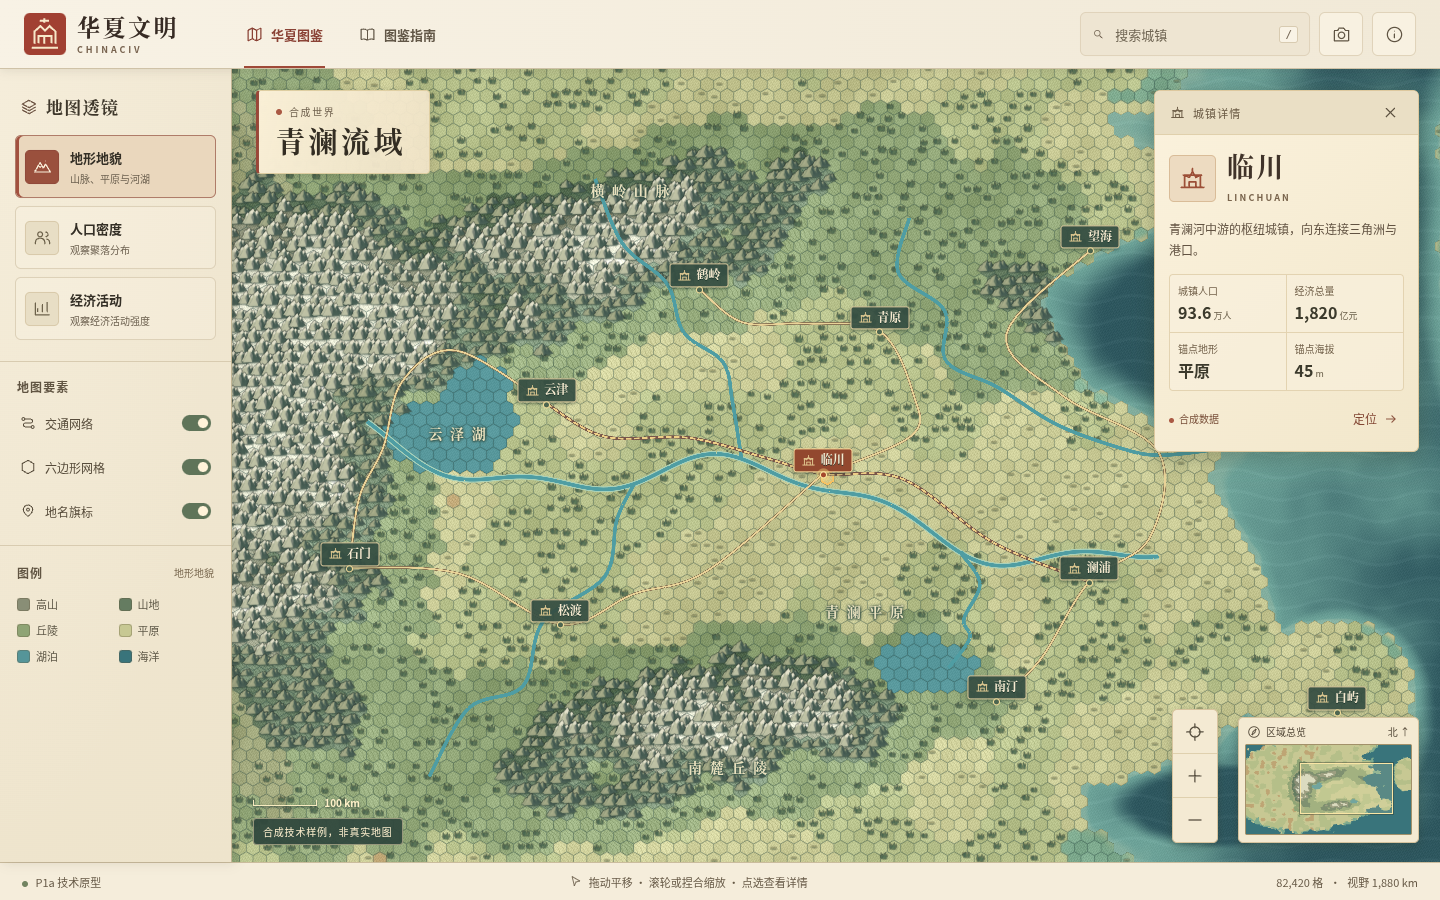 华夏文明
CHINACIV
华夏图鉴
图鉴指南
搜索城镇
/
地图透镜
地形地貌
山脉、平原与河湖
人口密度
观察聚落分布
经济活动
观察经济活动强度
地图要素
交通网络
六边形网格
地名旗标
图例
地形地貌
高山
山地
丘陵
平原
湖泊
海洋
合成世界
青澜流域
横岭山脉
鹤岭
望海
青原
云津
云泽湖
临川
石门
松渡
澜浦
青澜平原
南汀
白屿
南麓丘陵
100 km
合成技术样例，非真实地图
城镇详情
临川
LINCHUAN
青澜河中游的枢纽城镇，向东连接三角洲与
港口。
城镇人口
93.6 万人
经济总量
1,820 亿元
锚点地形
平原
锚点海拔
45 m
合成数据
定位 →
区域总览
北 ↑
P1a 技术原型
拖动平移 · 滚轮或捏合缩放 · 点选查看详情
82,420 格 · 视野 1,880 km